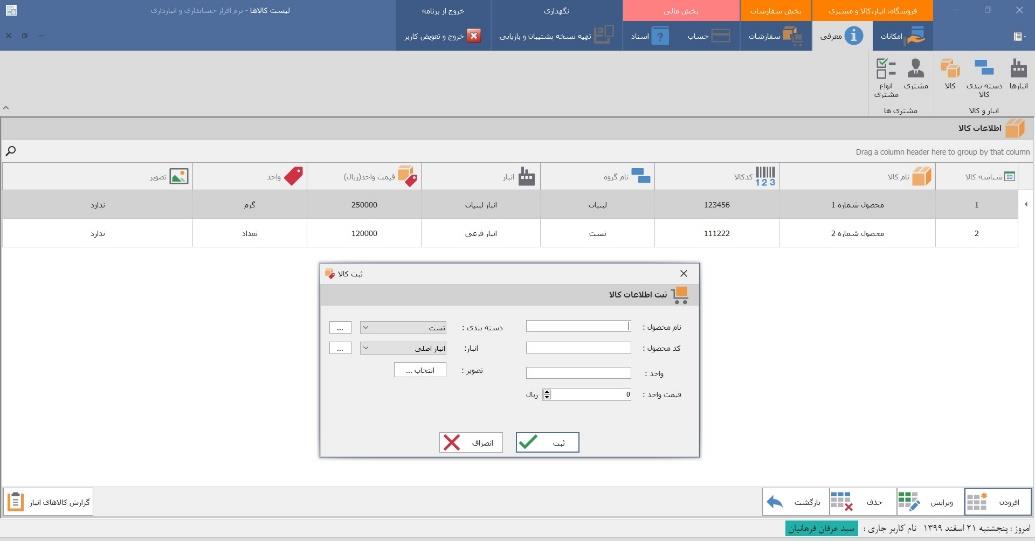 لیست کالاها - نرم افزار حسابداری و انبارداری
فروشگاه، انبار،کالا و مشتری
بخش سفارشات
بخش مالی
نگهداری
خروج از برنامه
امکانات
معرفی
سفارشات
حساب
اسناد
تهیه نسخه پشتیبان و بازیابی
خروج و تعویض کاربر
انبارها
دسته بندی کالا
کالا
مشتری
انواع مشتری
انبار و کالا
مشتری ها
اطلاعات کالا
Drag a column header here to group by that column
شناسه کالا
نام کالا
کدکالا
نام گروه
انبار
قیمت واحد(ریال)
واحد
تصویر
1 محصول شماره 1 123456 لبنیات انبار لبنیات 250000 گرم ندارد
2 محصول شماره 2 111222 تست انبار فرعی 120000 تعداد ندارد
ثبت کالا
ثبت اطلاعات کالا
نام محصول :
دسته بندی : تست ...
کد محصول :
انبار: انبار اصلی ...
واحد :
تصویر : انتخاب ...
قیمت واحد : 0 ریال
ثبت
انصراف
افزودن
ویرایش
حذف
بازگشت
گزارش کالاهای انبار
امروز : پنجشنبه ۲۱ اسفند ۱۳۹۹ نام کاربر جاری : سید عرفان فرهانیان